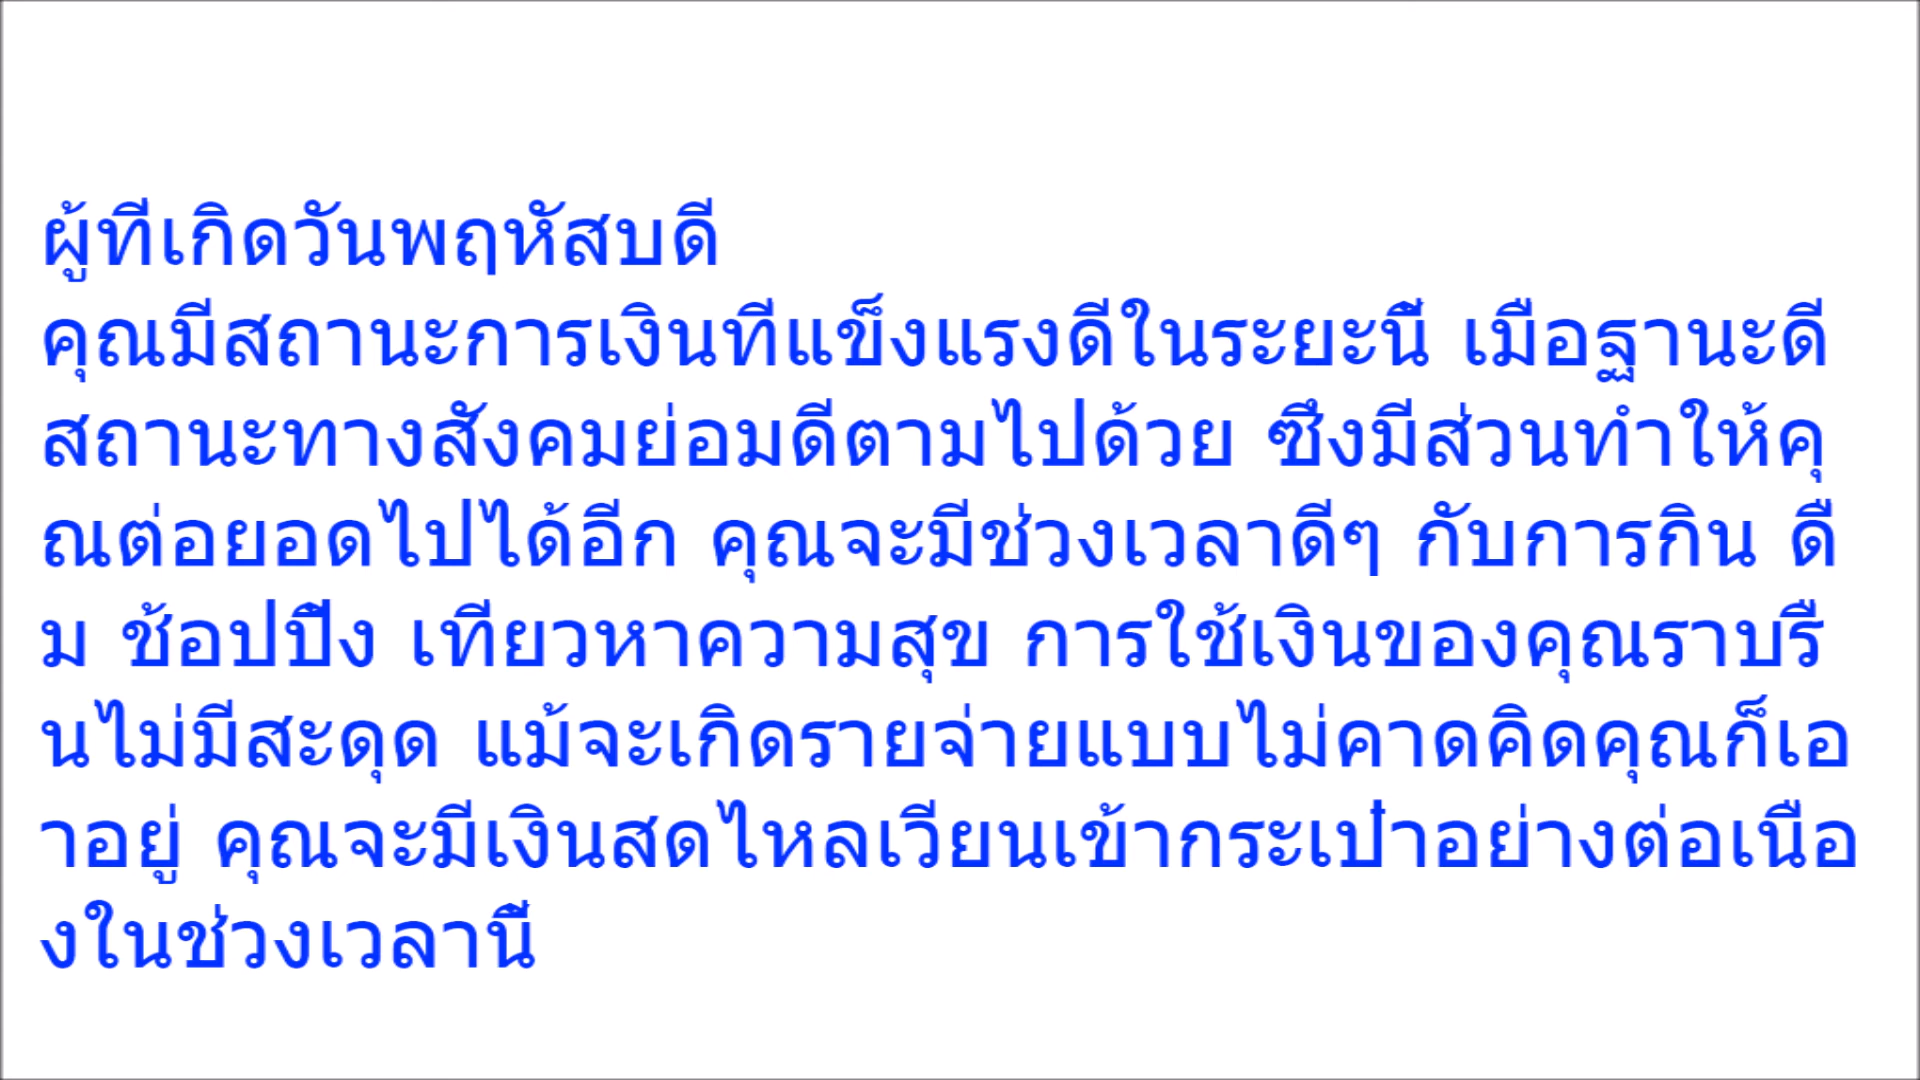 ผู้ที่เกิดวันพฤหัสบดี
คุณมีสถานะการเงินที่แข็งแรงดีในระยะนี้ เมื่อฐานะดี
สถานะทางสังคมย่อมดีตามไปด้วย ซึ่งมีส่วนทำให้คุ
ณต่อยอดไปได้อีก คุณจะมีช่วงเวลาดีๆ กับการกิน ดื่
ม ช้อปปิ้ง เที่ยวหาความสุข การใช้เงินของคุณราบรื่
นไม่มีสะดุด แม้จะเกิดรายจ่ายแบบไม่คาดคิดคุณก็เอ
าอยู่ คุณจะมีเงินสดไหลเวียนเข้ากระเป๋าอย่างต่อเนื่อ
งในช่วงเวลานี้